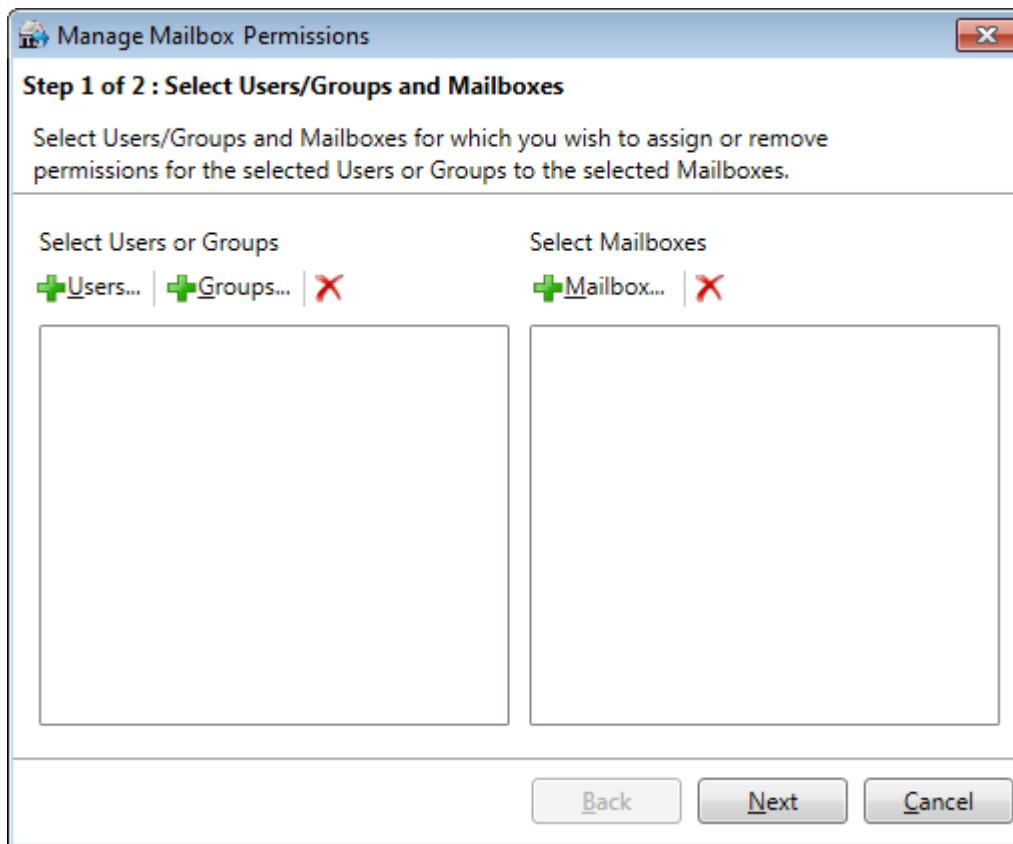 Manage Mailbox Permissions
Step 1 of 2 : Select Users/Groups and Mailboxes
Select Users/Groups and Mailboxes for which you wish to assign or remove
permissions for the selected Users or Groups to the selected Mailboxes.
Select Users or Groups
Users...
Groups...
Select Mailboxes
Mailbox...
Back
Next
Cancel